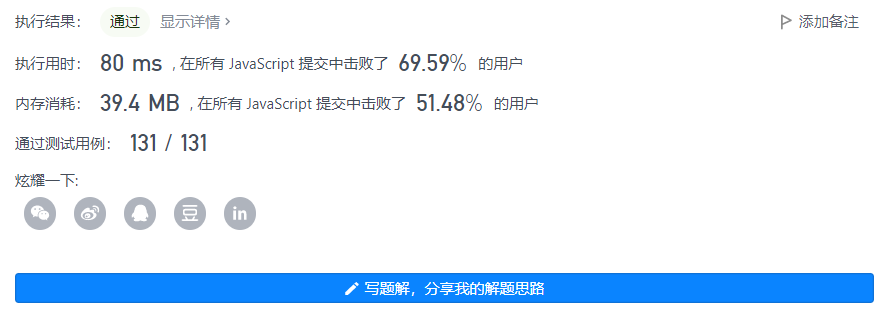 执行结果： 通过 显示详情 › 添加备注
执行用时： 80 ms , 在所有 JavaScript 提交中击败了 69.59% 的用户
内存消耗： 39.4 MB , 在所有 JavaScript 提交中击败了 51.48% 的用户
通过测试用例： 131 / 131
炫耀一下:
豆 in
写题解，分享我的解题思路